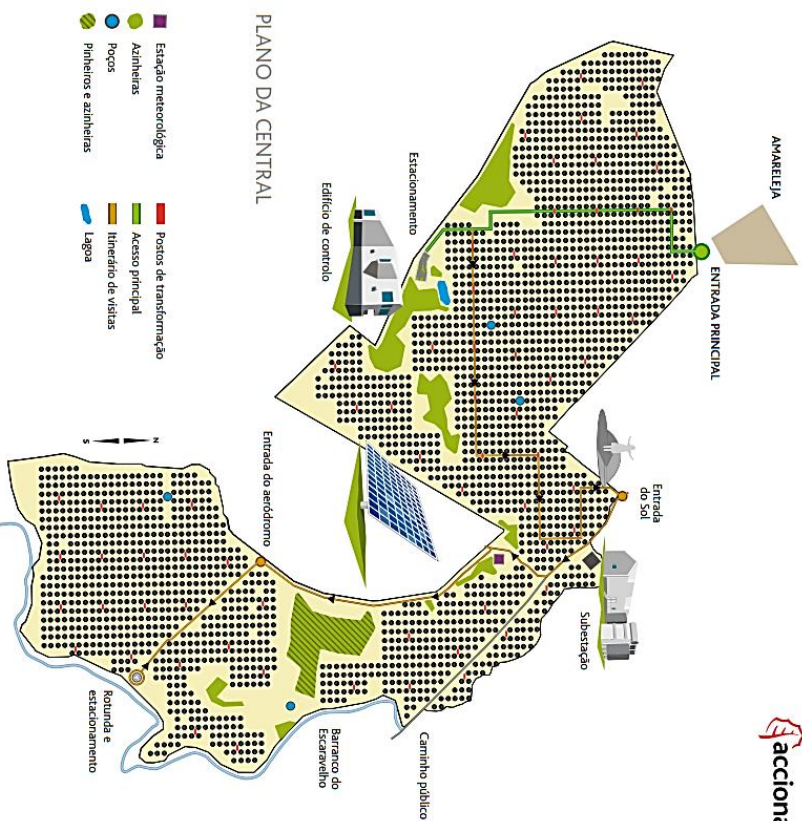 acciona
AMARELEJA
ENTRADA PRINCIPAL
PLANO DA CENTRAL
Estacionamento
Edifício de controlo
Entrada
do Sol
Subestação
Entrada do aeródromo
Caminho público
Barranco do
Escaravelho
Rotunda e
estacionamento
N
S
Estação meteorológica
Azinheiras
Poços
Pinheiros e azinheiras
Postos de transformação
Acesso principal
Itinerário de visitas
Lagoa